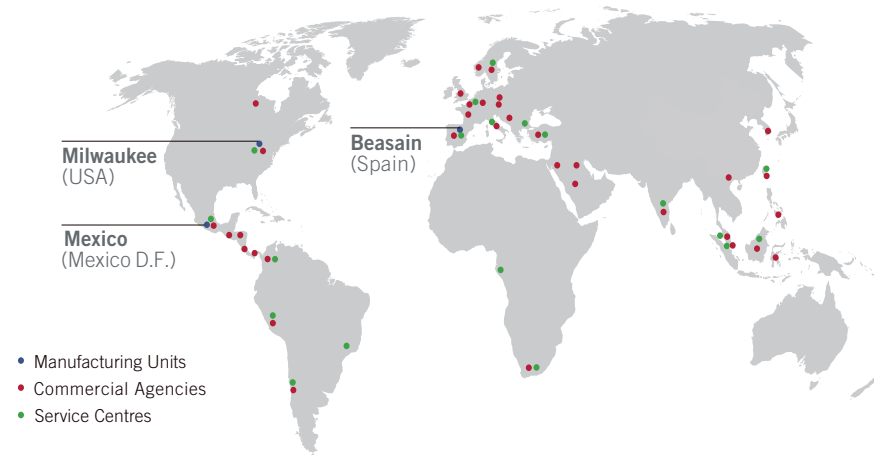 Milwaukee
(USA)
Beasain
(Spain)
Mexico
(Mexico D.F.)
Manufacturing Units
Commercial Agencies
Service Centres